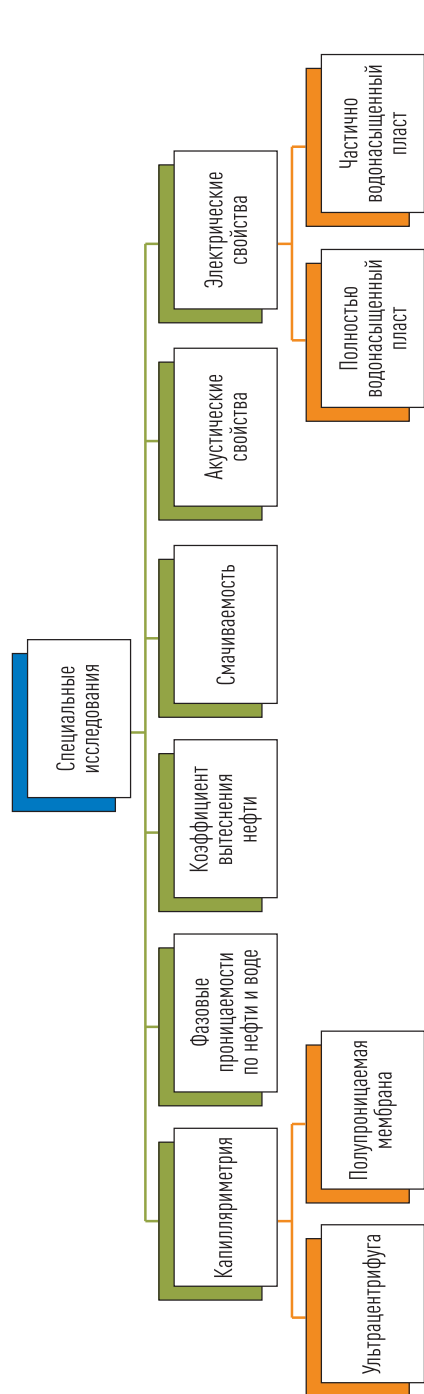 Специальные
исследования
Капилляриметрия
Фазовые
проницаемости
по нефти и воде
Коэффициент
вытеснения
нефти
Смачиваемость
Акустические
свойства
Электрические
свойства
Ультрацентрифуга
Полупроницаемая
мембрана
Полностью
водонасыщенный
пласт
Частично
водонасыщенный
пласт